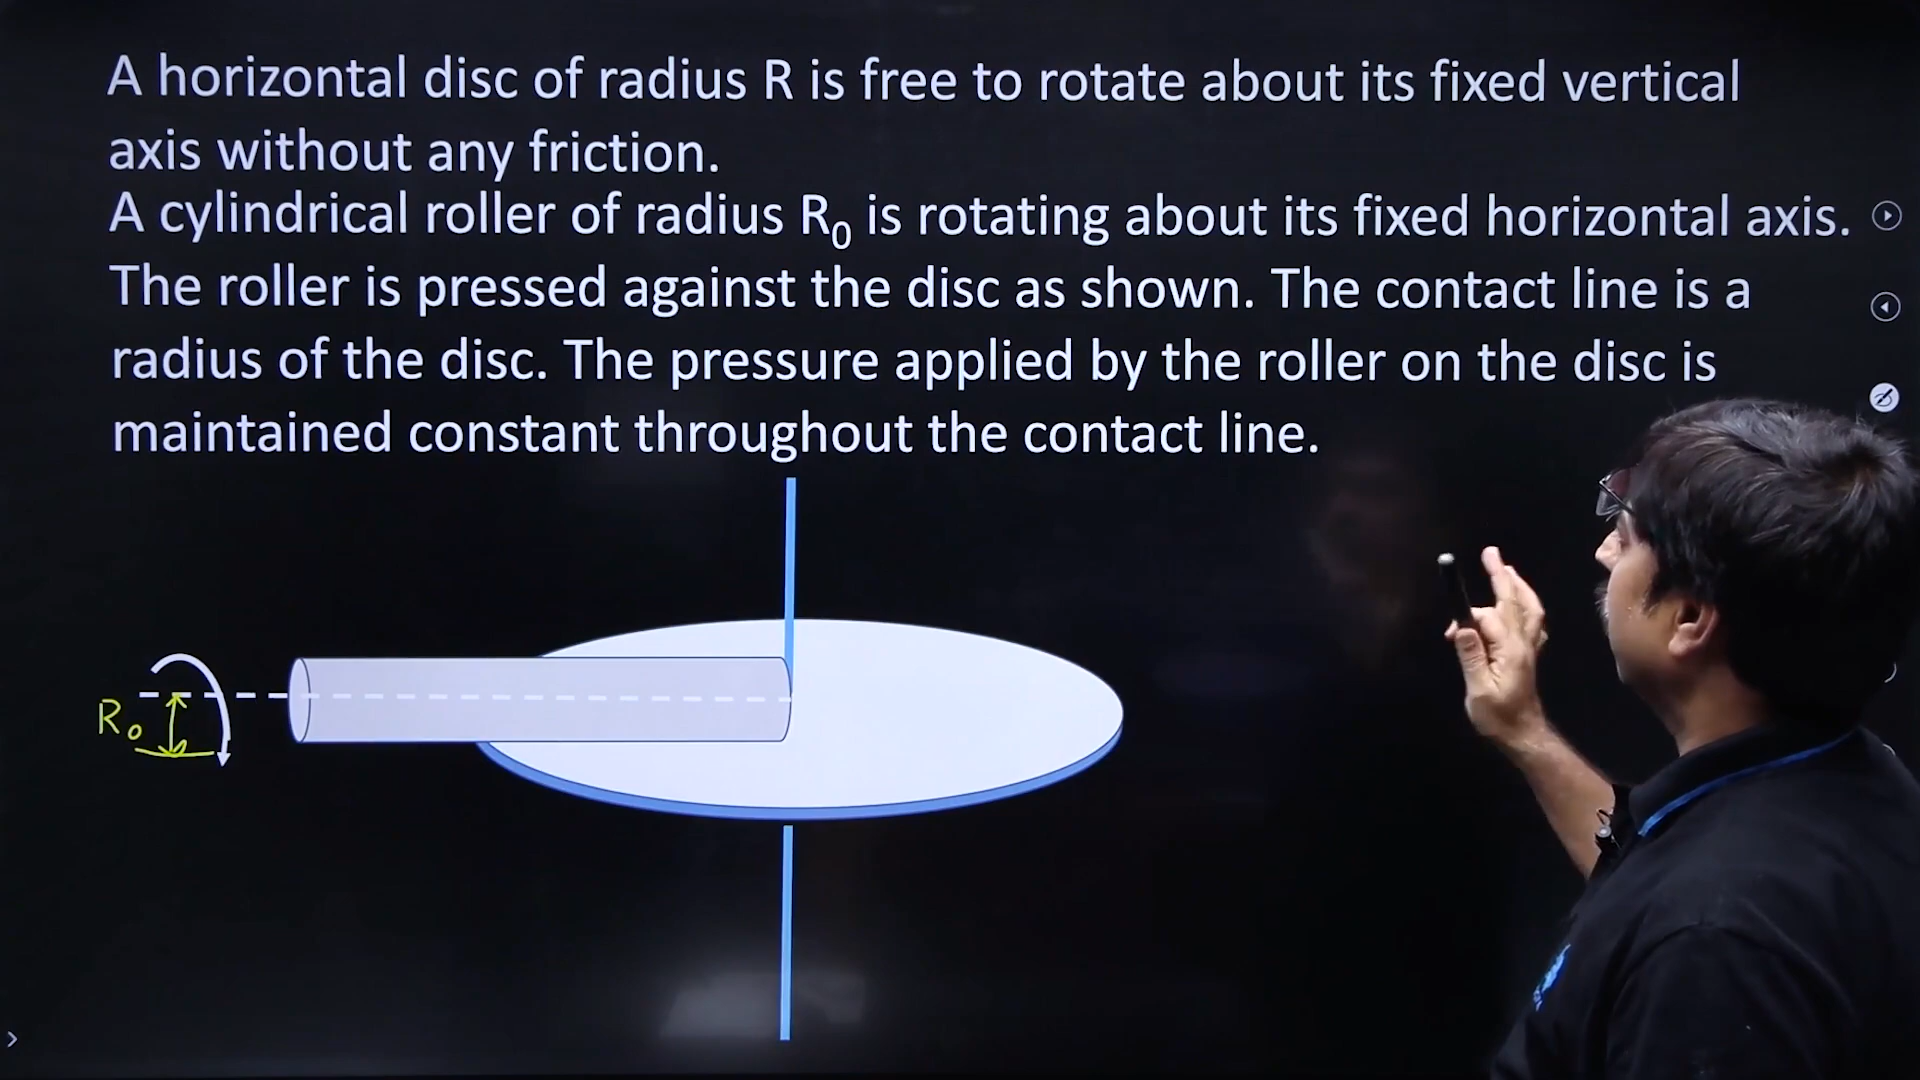 A horizontal disc of radius R is free to rotate about its fixed vertical
axis without any friction.
A cylindrical roller of radius R₀ is rotating about its fixed horizontal axis.
The roller is pressed against the disc as shown. The contact line is a
radius of the disc. The pressure applied by the roller on the disc is
maintained constant throughout the contact line.
R₀